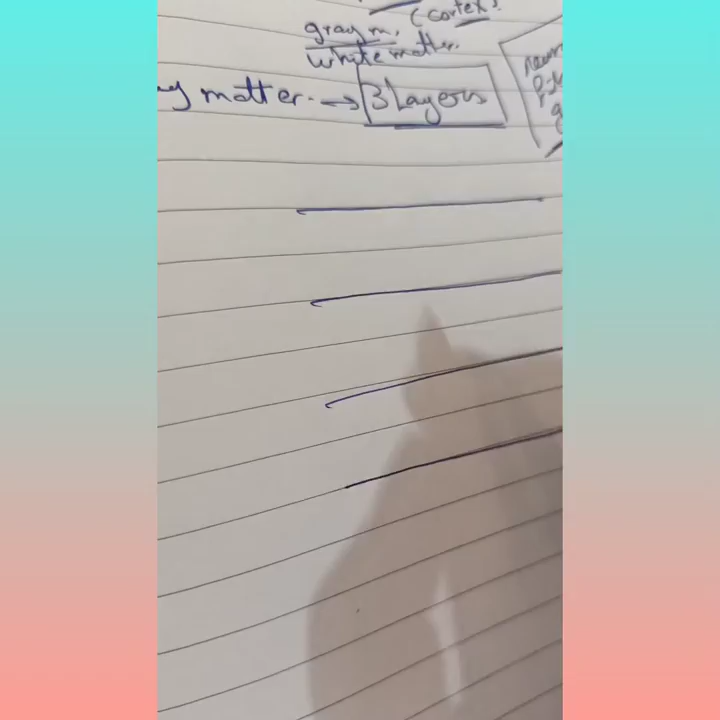 (cortex).
gray m.
white matter.
matter. → 3 Layers